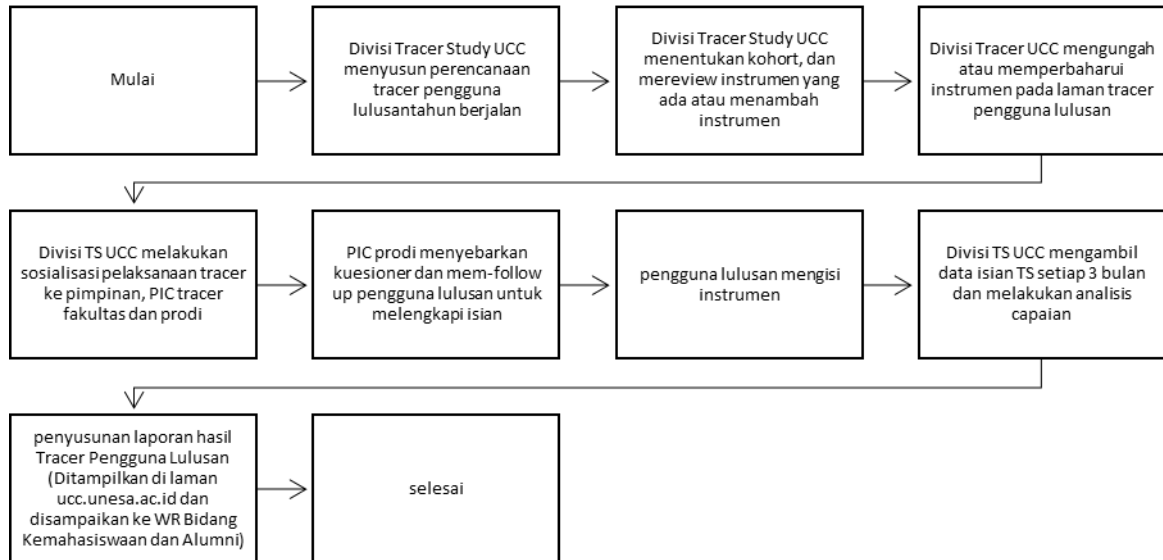 Mulai
Divisi Tracer Study UCC
menyusun perencanaan
tracer pengguna
lulusantahun berjalan
Divisi Tracer Study UCC
menentukan kohort, dan
mereview instrumen yang
ada atau menambah
instrumen
Divisi Tracer UCC mengungah
atau memperbaharui
instrumen pada laman tracer
pengguna lulusan
Divisi TS UCC melakukan
sosialisasi pelaksanaan tracer
ke pimpinan, PIC tracer
fakultas dan prodi
PIC prodi menyebarkan
kuesioner dan mem-follow
up pengguna lulusan untuk
melengkapi isian
pengguna lulusan mengisi
instrumen
Divisi TS UCC mengambil
data isian TS setiap 3 bulan
dan melakukan analisis
capaian
penyusunan laporan hasil
Tracer Pengguna Lulusan
(Ditampilkan di laman
ucc.unesa.ac.id dan
disampaikan ke WR Bidang
Kemahasiswaan dan Alumni)
selesai